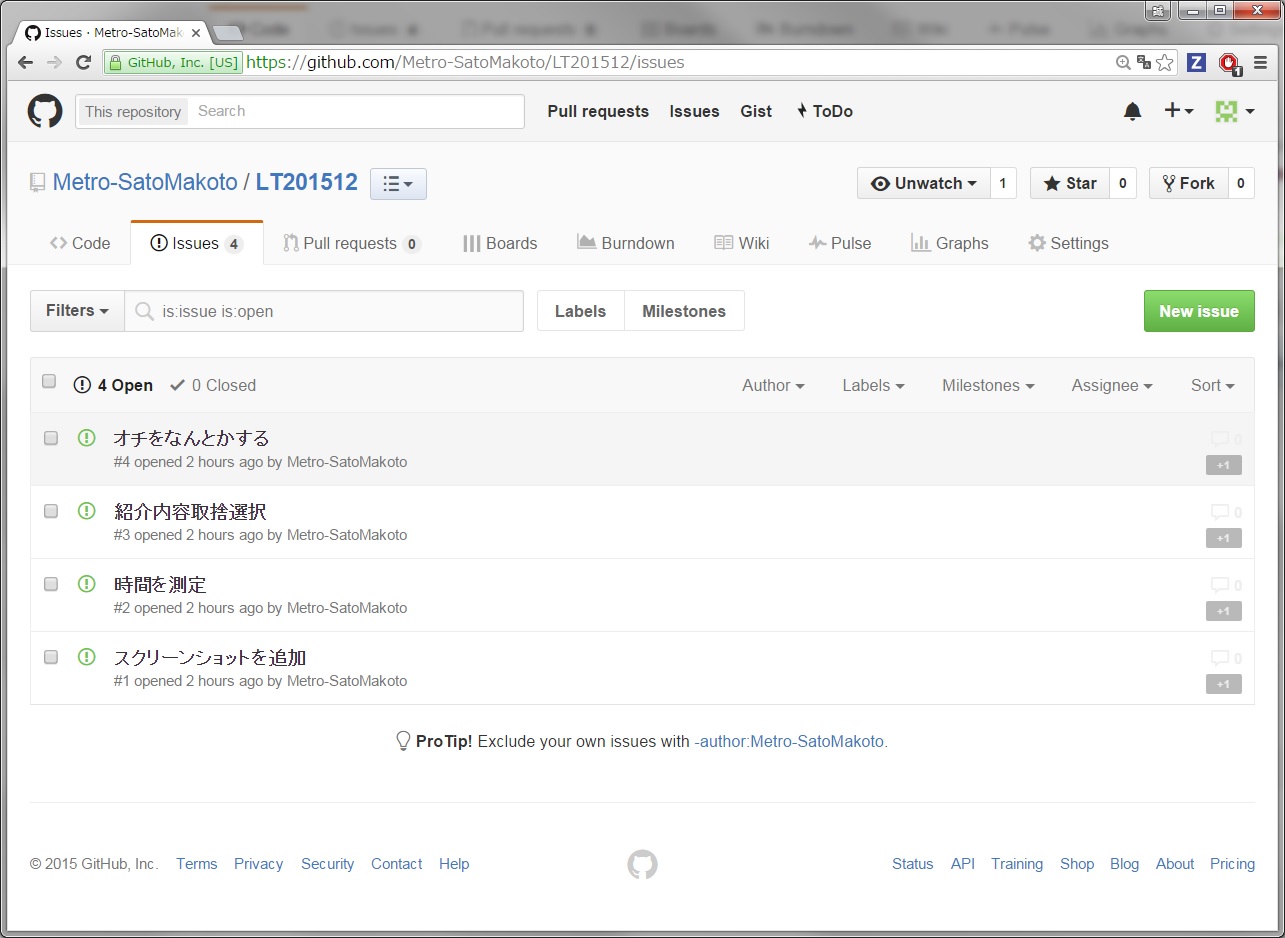 Issues · Metro-SatoMak
GitHub, Inc. [US] https://github.com/Metro-SatoMakoto/LT201512/issues
Z
1
This repository Search Pull requests Issues Gist ToDo
Metro-SatoMakoto / LT201512 Unwatch 1 Star 0 Fork 0
Code Issues 4 Pull requests 0 Boards Burndown Wiki Pulse Graphs Settings
Filters is:issue is:open Labels Milestones New issue
4 Open 0 Closed Author Labels Milestones Assignee Sort
オチをなんとかする 0
#4 opened 2 hours ago by Metro-SatoMakoto +1
紹介内容取捨選択 0
#3 opened 2 hours ago by Metro-SatoMakoto +1
時間を測定 0
#2 opened 2 hours ago by Metro-SatoMakoto +1
スクリーンショットを追加 0
#1 opened 2 hours ago by Metro-SatoMakoto +1
ProTip! Exclude your own issues with -author:Metro-SatoMakoto.
© 2015 GitHub, Inc. Terms Privacy Security Contact Help Status API Training Shop Blog About Pricing